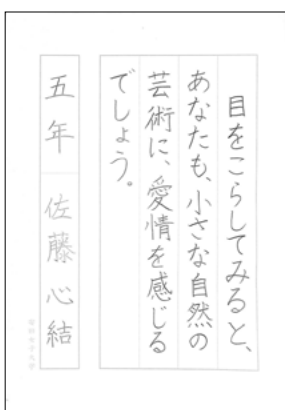 目をこらしてみると、
あなたも、小さな自然の
芸術に、愛情を感じる
でしょう。
五年 佐藤心結